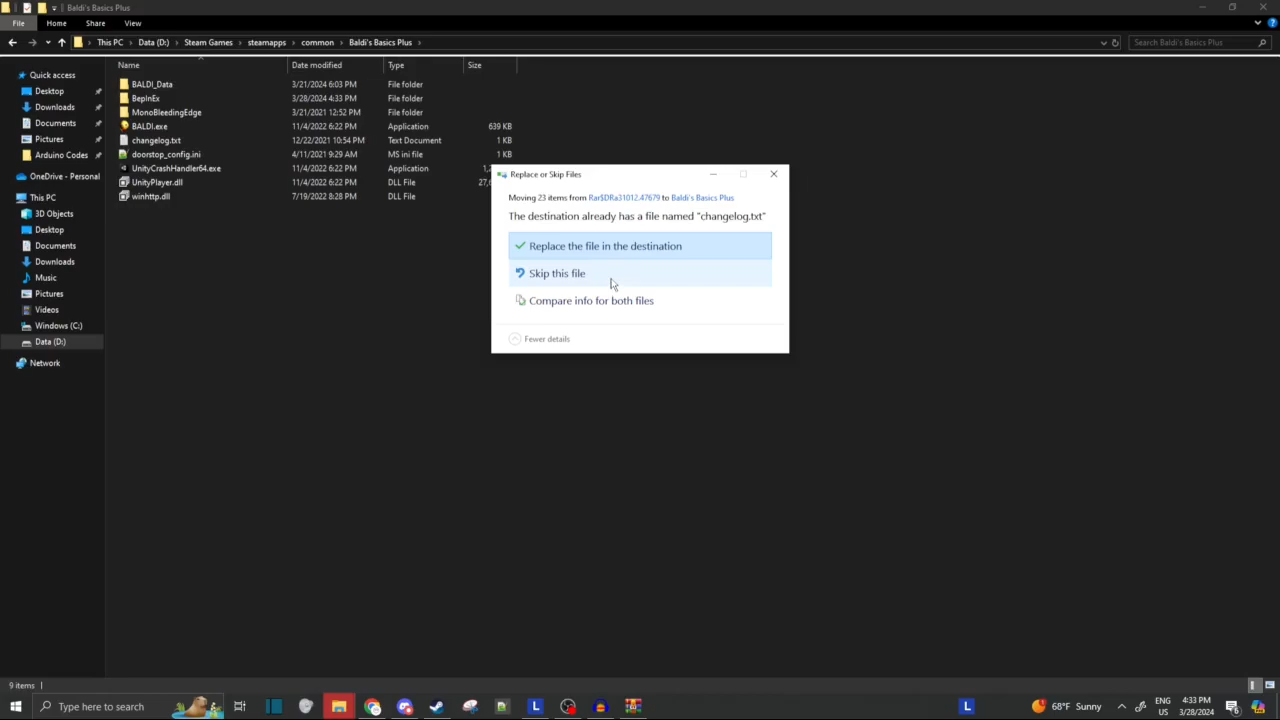 Baldi's Basics Plus
File Home Share View
This PC Data (D:) Steam Games steamapps common Baldi's Basics Plus Search Baldi's Basics Plus
Name Date modified Type Size
Quick access
Desktop
Downloads
Documents
Pictures
Arduino Codes
OneDrive - Personal
This PC
3D Objects
Desktop
Documents
Downloads
Music
Pictures
Videos
Windows (C:)
Data (D:)
Network
BALDI_Data 3/21/2024 6:03 PM File folder
BepInEx 3/28/2024 4:33 PM File folder
MonoBleedingEdge 3/21/2021 12:52 PM File folder
BALDI.exe 11/4/2022 6:22 PM Application 639 KB
changelog.txt 12/22/2021 10:54 PM Text Document 1 KB
doorstop_config.ini 4/11/2021 9:29 AM MS ini file 1 KB
UnityCrashHandler64.exe 11/4/2022 6:22 PM Application 1,
UnityPlayer.dll 11/4/2022 6:22 PM DLL File 27,
winhttp.dll 7/19/2022 8:28 PM DLL File
Replace or Skip Files
Moving 23 items from Rar$DRa31012.47679 to Baldi's Basics Plus
The destination already has a file named "changelog.txt"
Replace the file in the destination
Skip this file
Compare info for both files
Fewer details
9 items
Type here to search
L
L
68°F Sunny
ENG
US
4:33 PM
3/28/2024